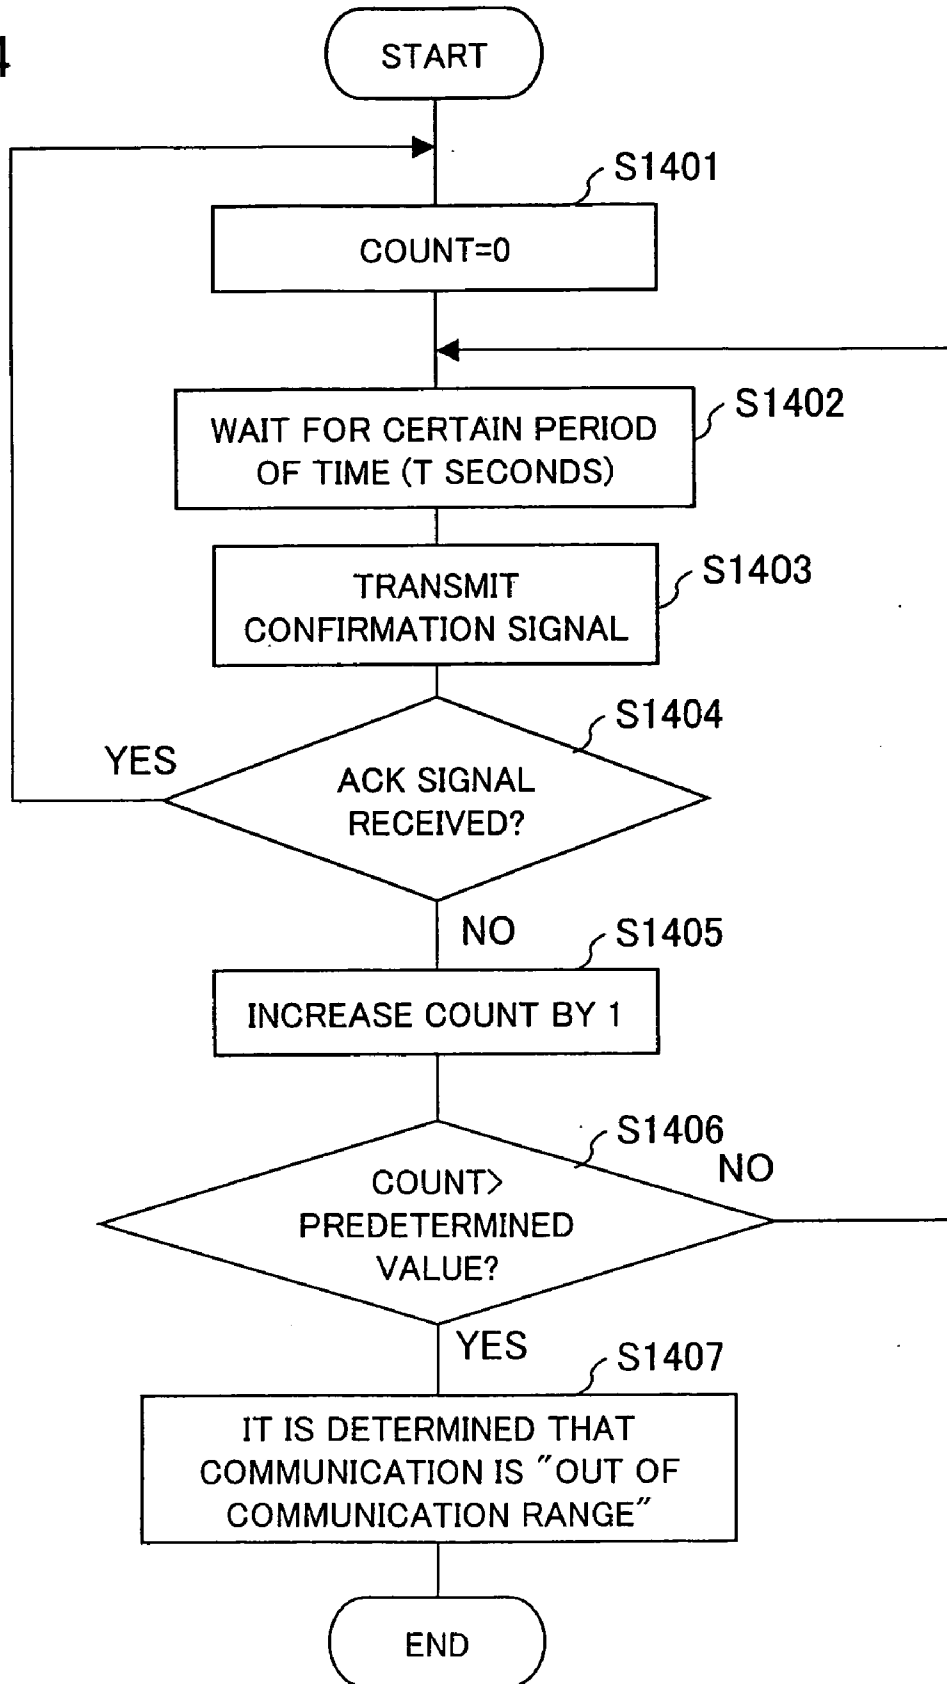 4
START
S1401
COUNT=0
S1402
WAIT FOR CERTAIN PERIOD
OF TIME (T SECONDS)
S1403
TRANSMIT
CONFIRMATION SIGNAL
S1404
YES
ACK SIGNAL
RECEIVED?
NO
S1405
INCREASE COUNT BY 1
S1406
NO
COUNT>
PREDETERMINED
VALUE?
YES
S1407
IT IS DETERMINED THAT
COMMUNICATION IS "OUT OF
COMMUNICATION RANGE"
END